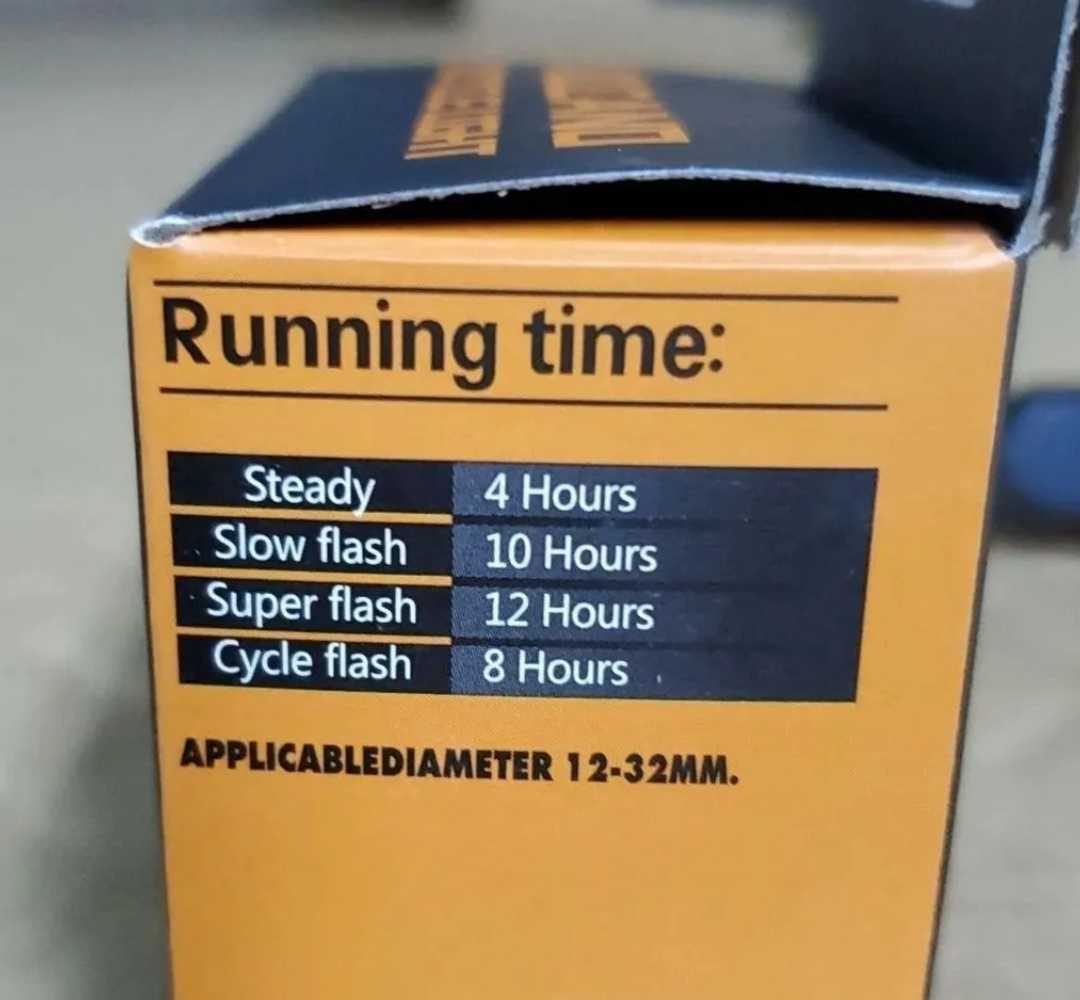 Running time:
Steady 4 Hours
Slow flash 10 Hours
Super flash 12 Hours
Cycle flash 8 Hours
APPLICABLEDIAMETER 12-32MM.